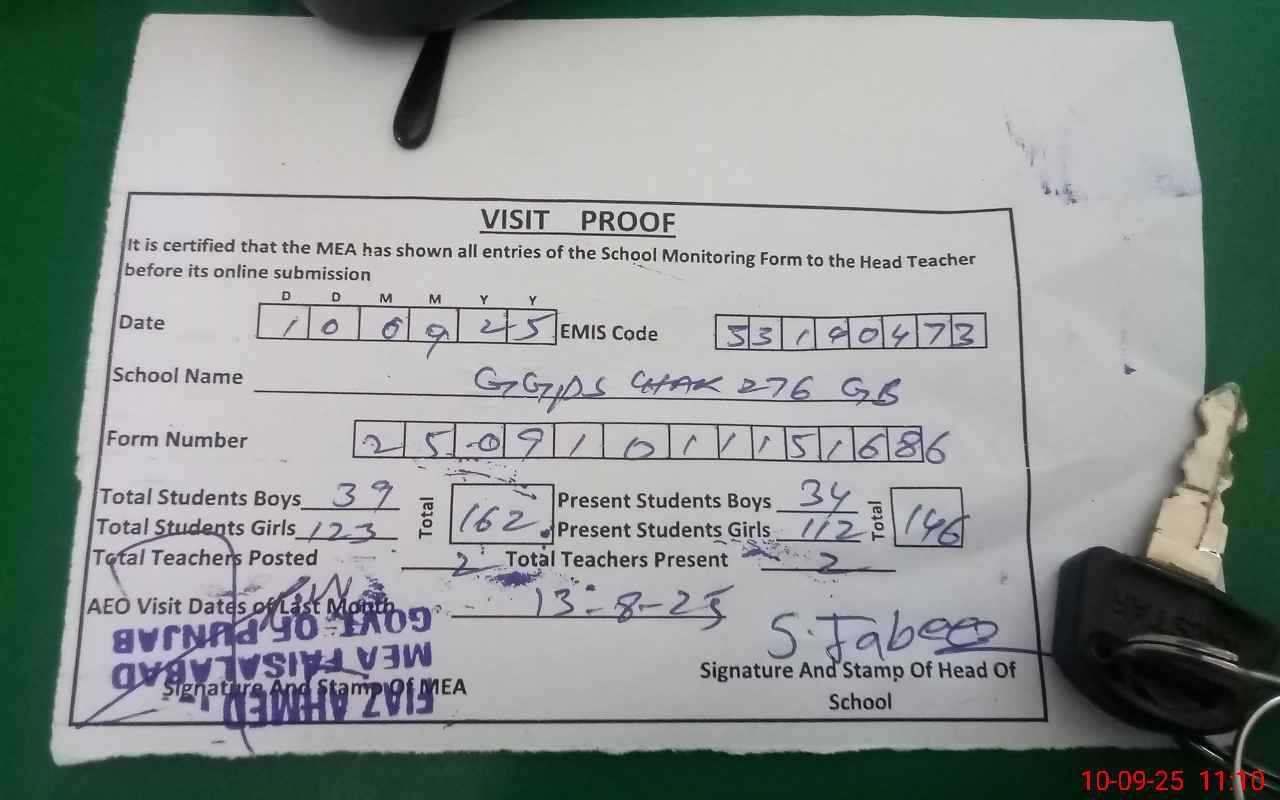 VISIT PROOF
It is certified that the MEA has shown all entries of the School Monitoring Form to the Head Teacher
before its online submission
D D M M Y Y
Date 1 0 0 9 2 5 EMIS Code 3 3 1 9 0 4 7 3
School Name GGPS CHAK 276 GB
Form Number 2 5 0 9 1 0 1 1 1 5 1 6 8 6
Total Students Boys 39 Total 162 Present Students Boys 34 Total 146
Total Students Girls 123 Present Students Girls 112
Total Teachers Posted 2 Total Teachers Present 2
AEO Visit Dates of Last Month 13-8-25
GOVT. OF PUNJAB
MEA FAISALABAD
AHMED
Signature And Stamp Of MEA
Signature And Stamp Of Head Of
School
10-09-25 11:10